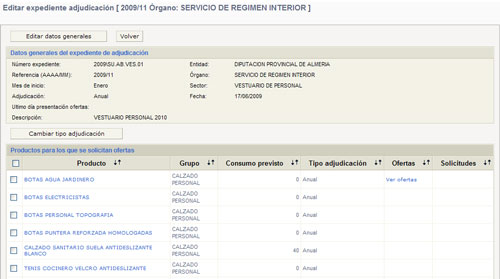 Editar expediente adjudicación [ 2009/11 Órgano: SERVICIO DE REGIMEN INTERIOR ]
Editar datos generales Volver
Datos generales del expediente de adjudicación
Número expediente: 2009\SU.AB.VES.01 Entidad: DIPUTACION PROVINCIAL DE ALMERIA
Referencia (AAAA/MM): 2009/11 Órgano: SERVICIO DE REGIMEN INTERIOR
Mes de inicio: Enero Sector: VESTUARIO DE PERSONAL
Adjudicación: Anual Fecha: 17/06/2009
Ultimo día presentación ofertas:
Descripción: VESTUARIO PERSONAL 2010
Cambiar tipo adjudicación
Productos para los que se solicitan ofertas
Producto Grupo Consumo previsto Tipo adjudicación Ofertas Solicitudes
BOTAS AGUA JARDINERO CALZADO PERSONAL 0 Anual Ver ofertas
BOTAS ELECTRICISTAS CALZADO PERSONAL 0 Anual
BOTAS PERSONAL TOPOGRAFIA CALZADO PERSONAL 0 Anual
BOTAS PUNTERA REFORZADA HOMOLOGADAS CALZADO PERSONAL 0 Anual
CALZADO SANITARIO SUELA ANTIDESLIZANTE BLANCO CALZADO PERSONAL Anual
TENIS COCINERO VELCRO ANTIDESLIZANTE CALZADO PERSONAL 0 Anual